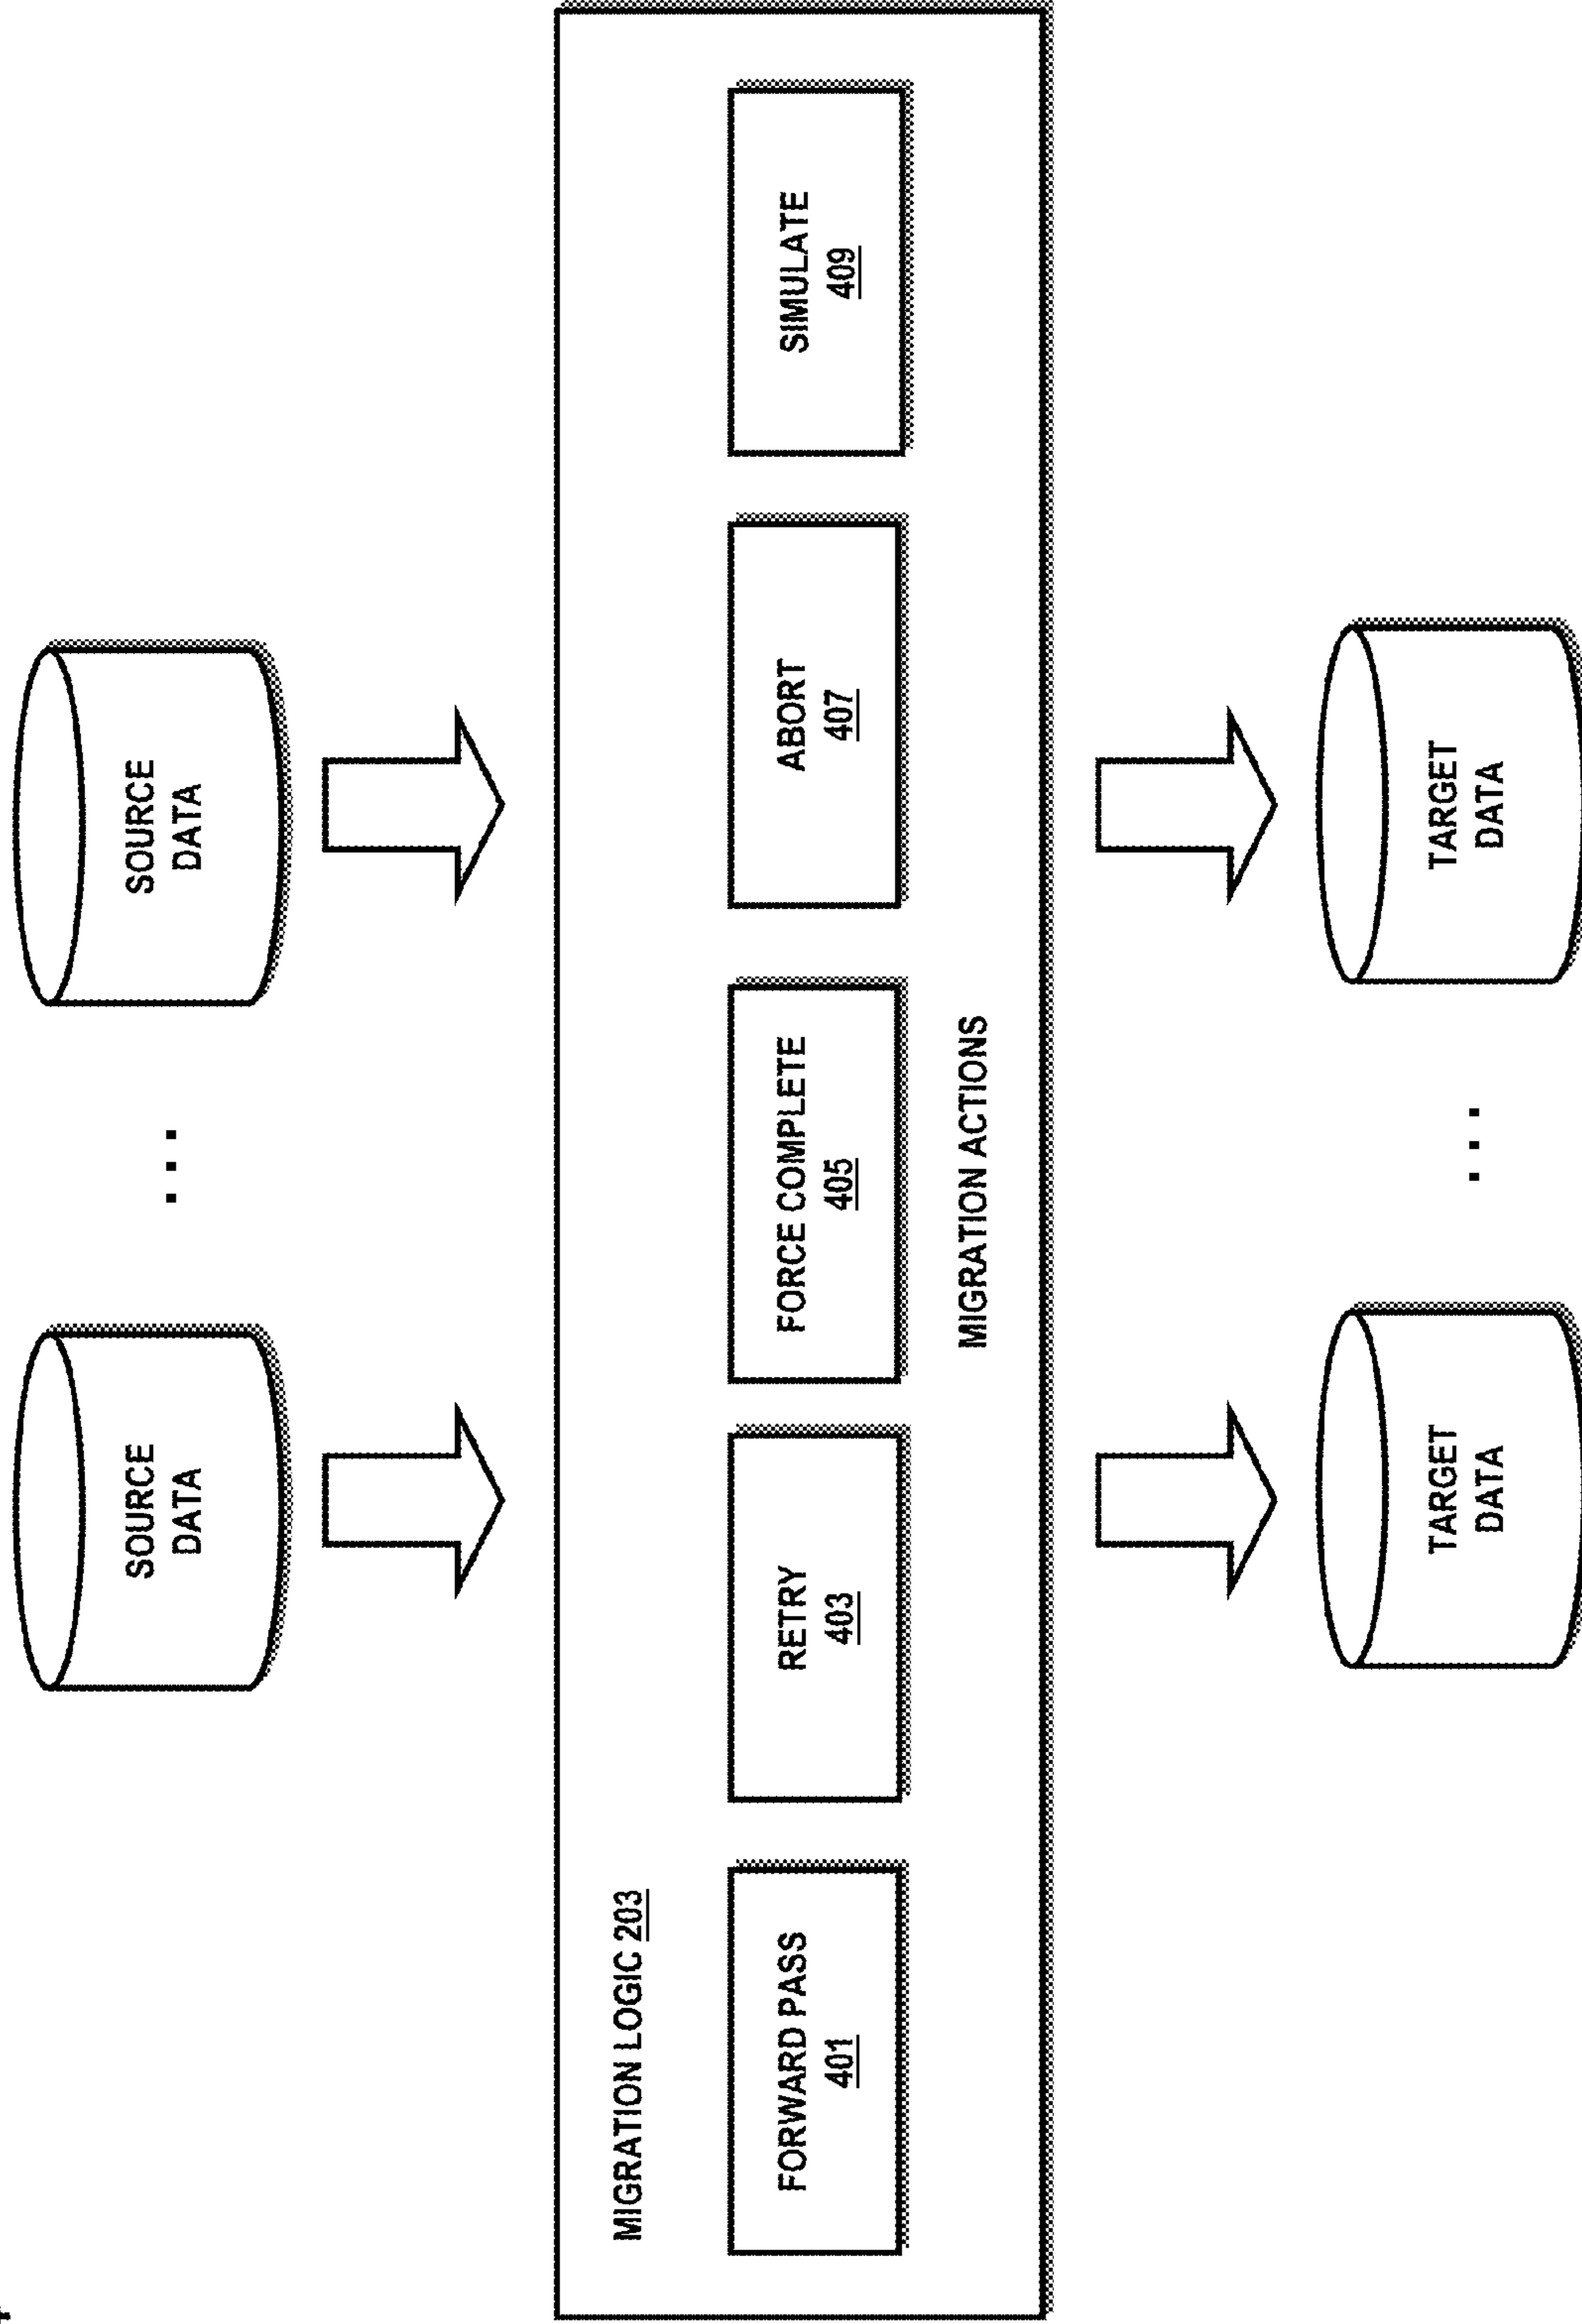 SOURCE
DATA
...
SOURCE
DATA
MIGRATION LOGIC 203
FORWARD PASS
401
RETRY
403
FORCE COMPLETE
405
ABORT
407
SIMULATE
409
MIGRATION ACTIONS
TARGET
DATA
...
TARGET
DATA